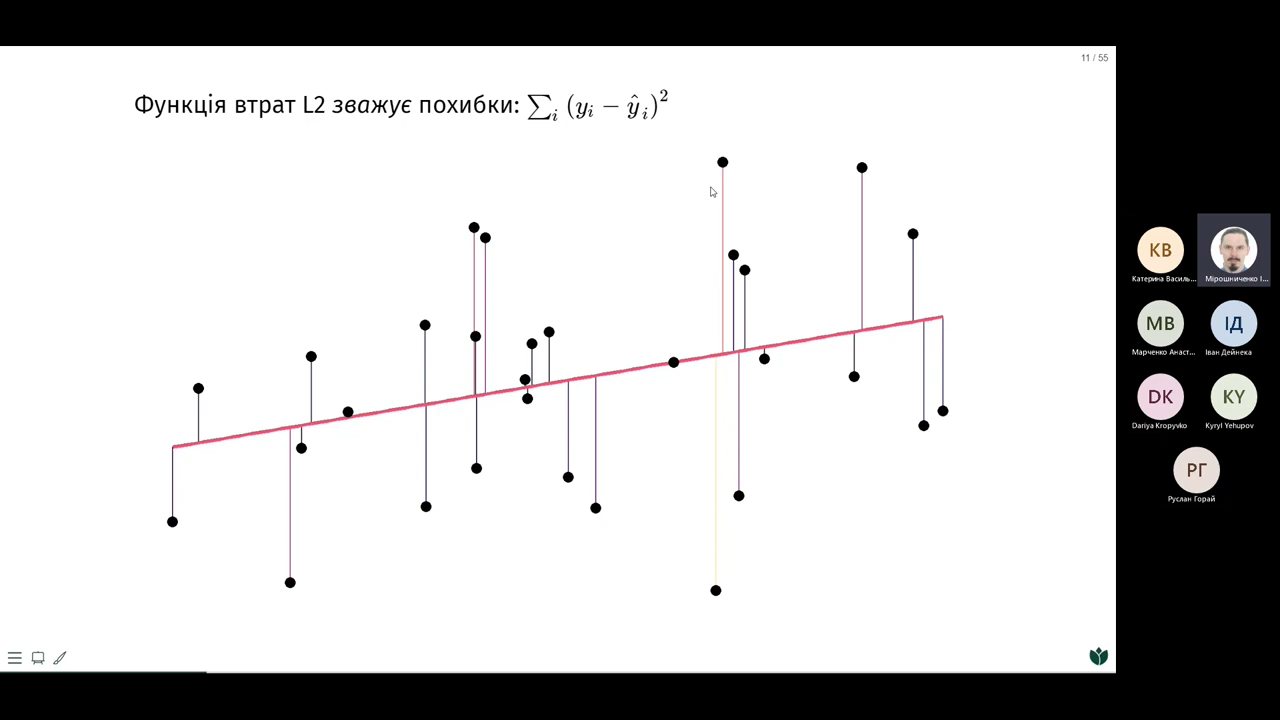 11 / 55
Функція втрат L2 зважує похибки: ∑ᵢ (yᵢ − ŷᵢ)²
КВ
Катерина Василь...
Мірошниченко І...
МВ
Марченко Анаст...
ІД
Іван Дейнека
DK
Dariya Kropyvko
KY
Kyryl Yehupov
РГ
Руслан Горай